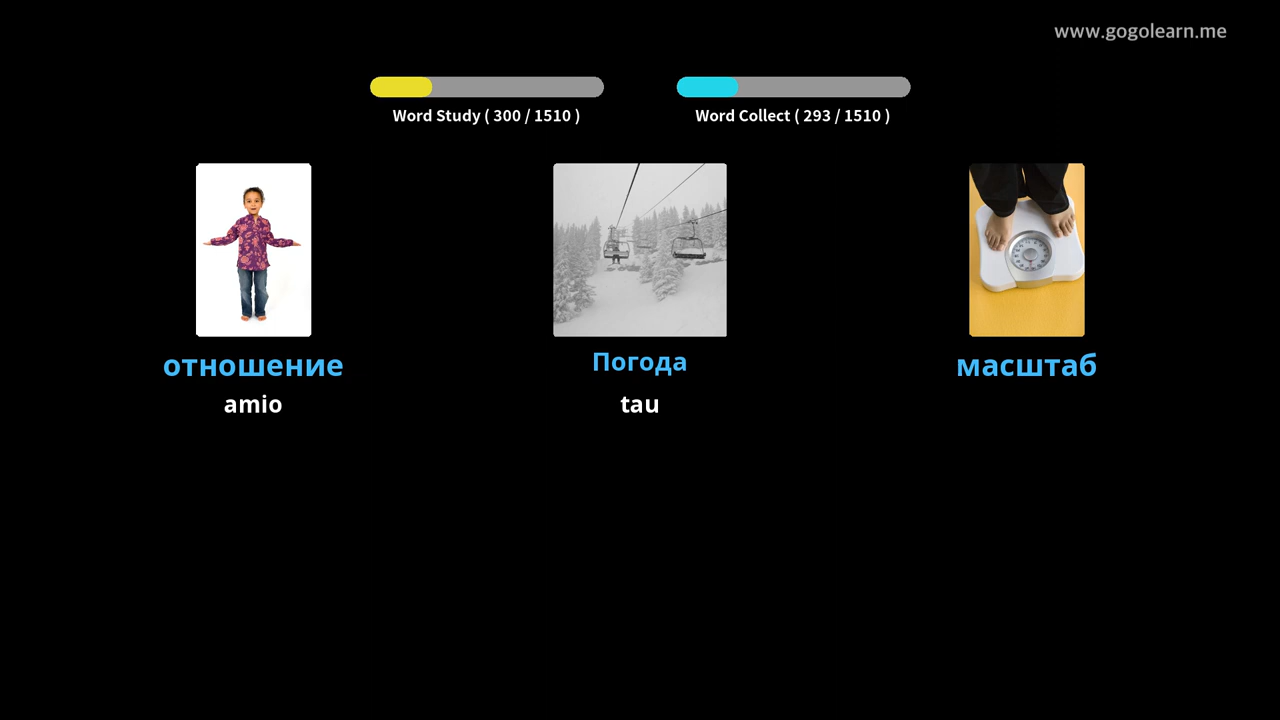 www.gogolearn.me
Word Study ( 300 / 1510 )
Word Collect ( 293 / 1510 )
отношение
Погода
масштаб
amio
tau